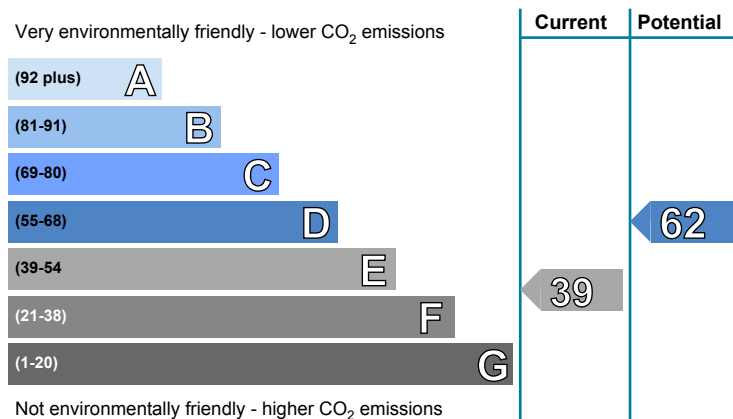 Current Potential
Very environmentally friendly - lower CO₂ emissions
(92 plus) A
(81-91) B
(69-80) C
(55-68) D 62
(39-54 E
39
(21-38) F
(1-20) G
Not environmentally friendly - higher CO₂ emissions